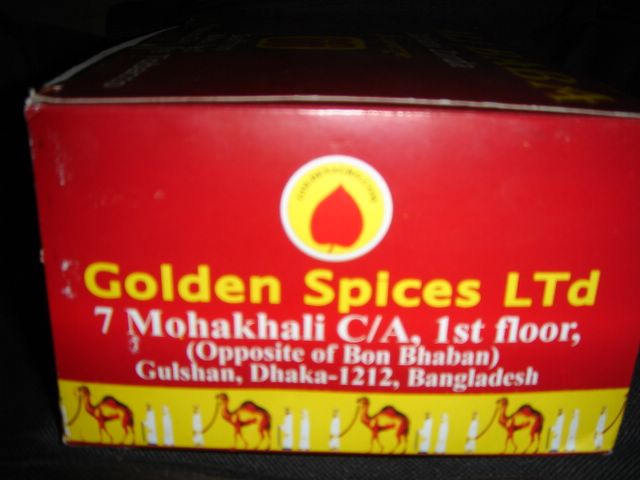 Golden Spices LTd
7 Mohakhali C/A, 1st floor,
(Opposite of Bon Bhaban)
Gulshan, Dhaka-1212, Bangladesh